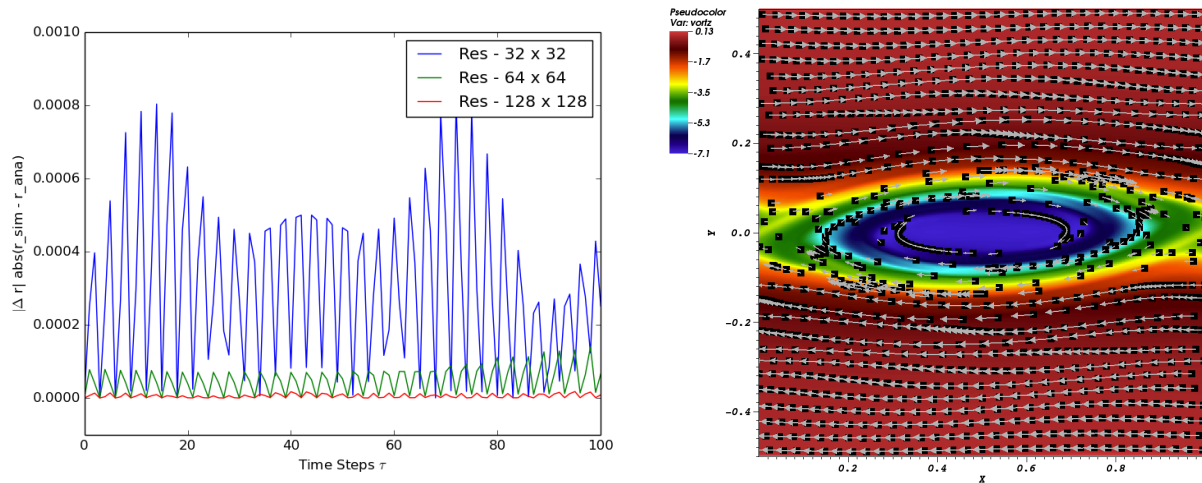 0.0010
0.0008
0.0006
0.0004
0.0002
0.0000
|Δ r| abs(r_sim - r_ana)
Res - 32 x 32
Res - 64 x 64
Res - 128 x 128
0 20 40 60 80 100
Time Steps τ
Pseudocolor
Var: vortz
0.13
-1.7
-3.5
-5.3
-7.1
0.4
0.2
0.0
-0.2
-0.4
Y
0.2 0.4 0.6 0.8
X